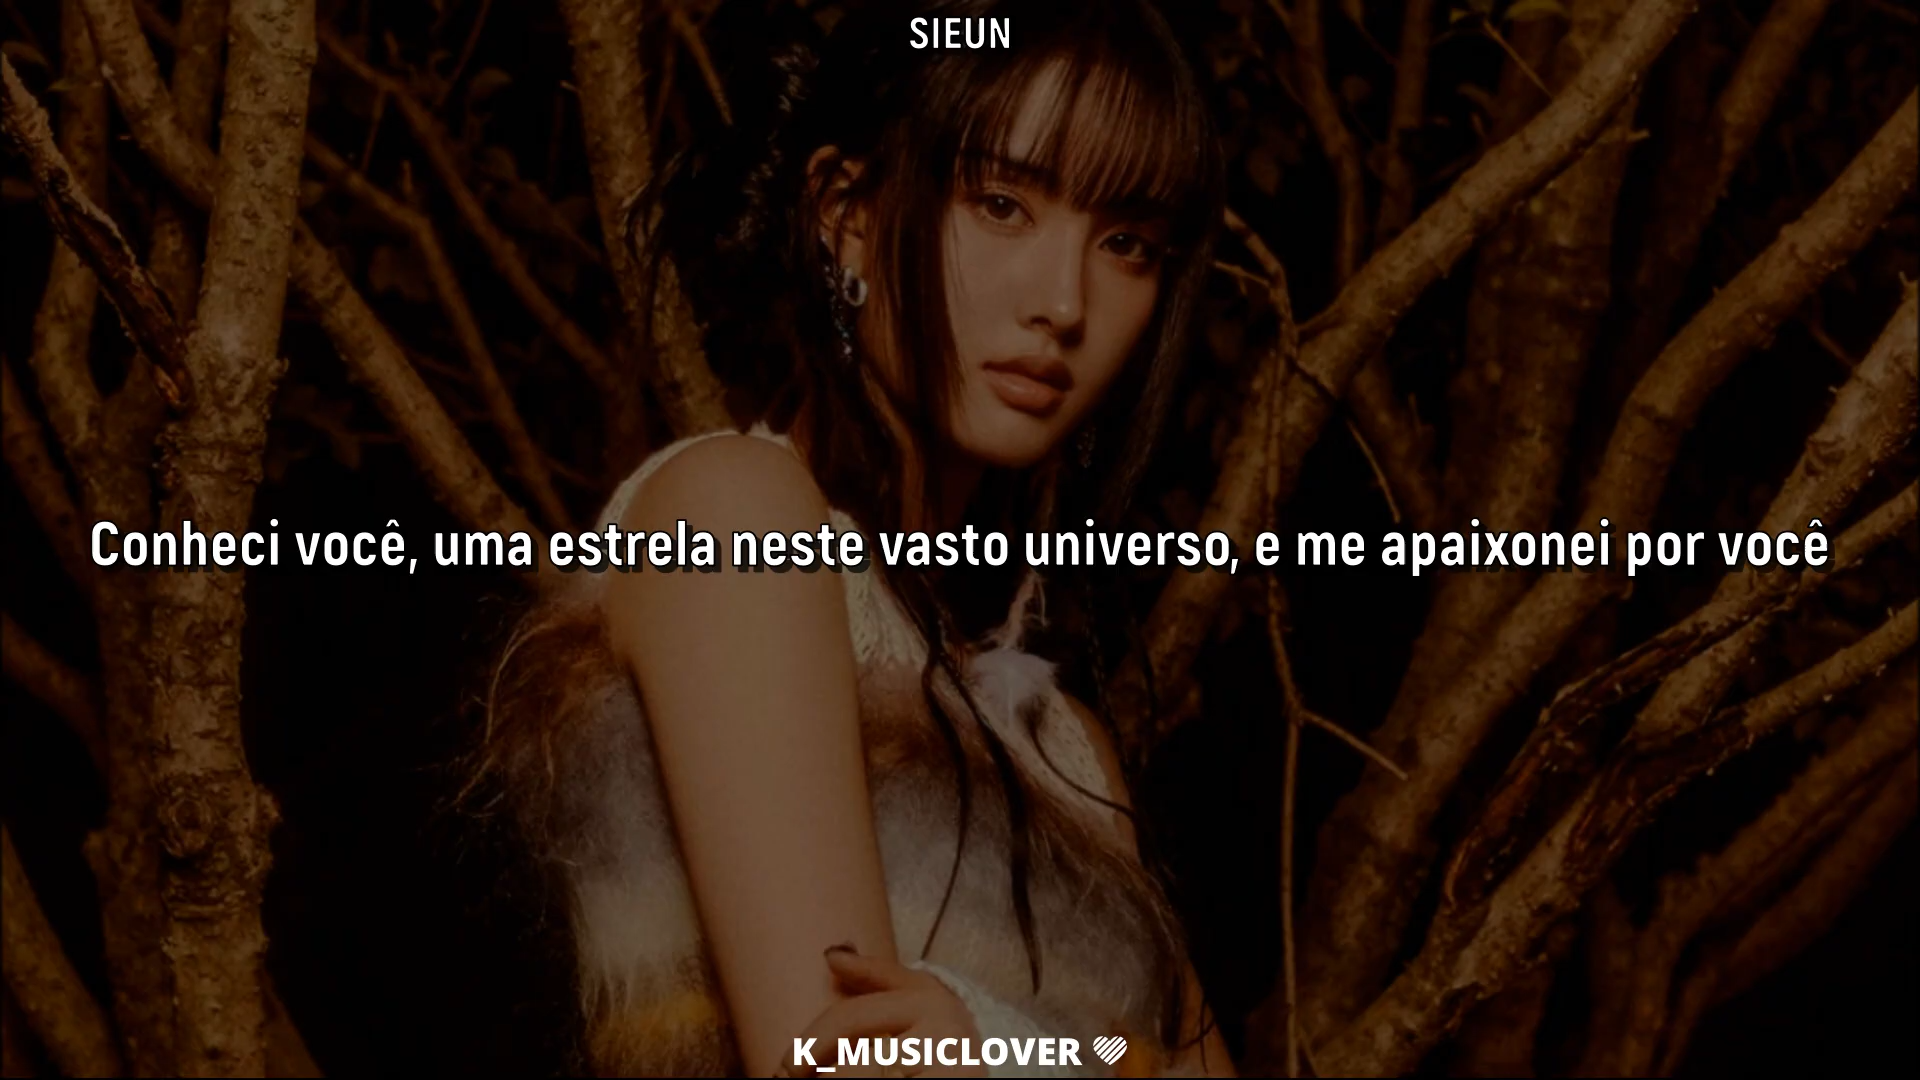 SIEUN
Conheci você, uma estrela neste vasto universo, e me apaixonei por você
K_MUSICLOVER